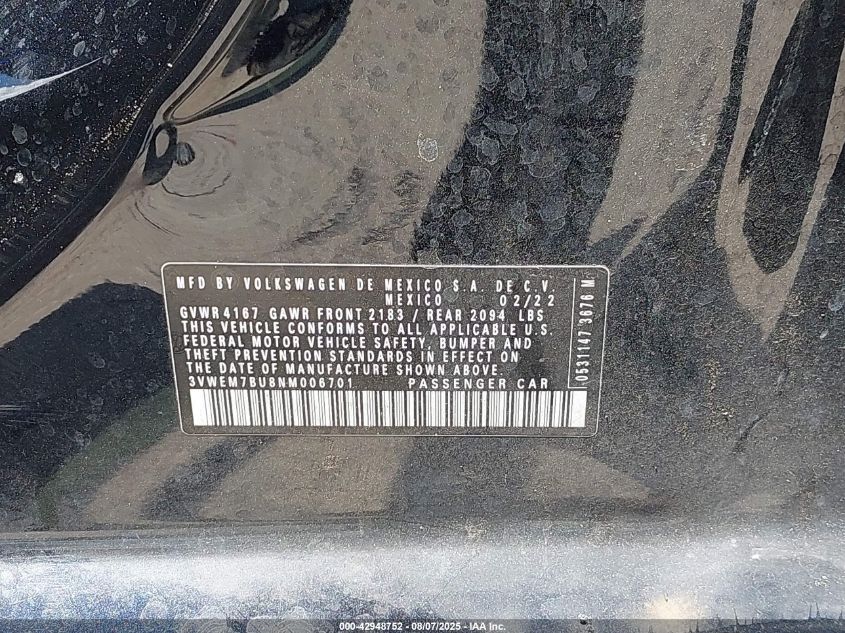 MFD BY VOLKSWAGEN DE MEXICO S.A. DE C.V.
MEXICO 02/22
GVWR 4167 GAWR FRONT 2183 / REAR 2094 LBS
THIS VEHICLE CONFORMS TO ALL APPLICABLE U.S.
FEDERAL MOTOR VEHICLE SAFETY, BUMPER AND
THEFT PREVENTION STANDARDS IN EFFECT ON
THE DATE OF MANUFACTURE SHOWN ABOVE.
3VWEM7BU8NM006701 PASSENGER CAR
0531147 3676 M
000-42948752 - 08/07/2025 - IAA Inc.